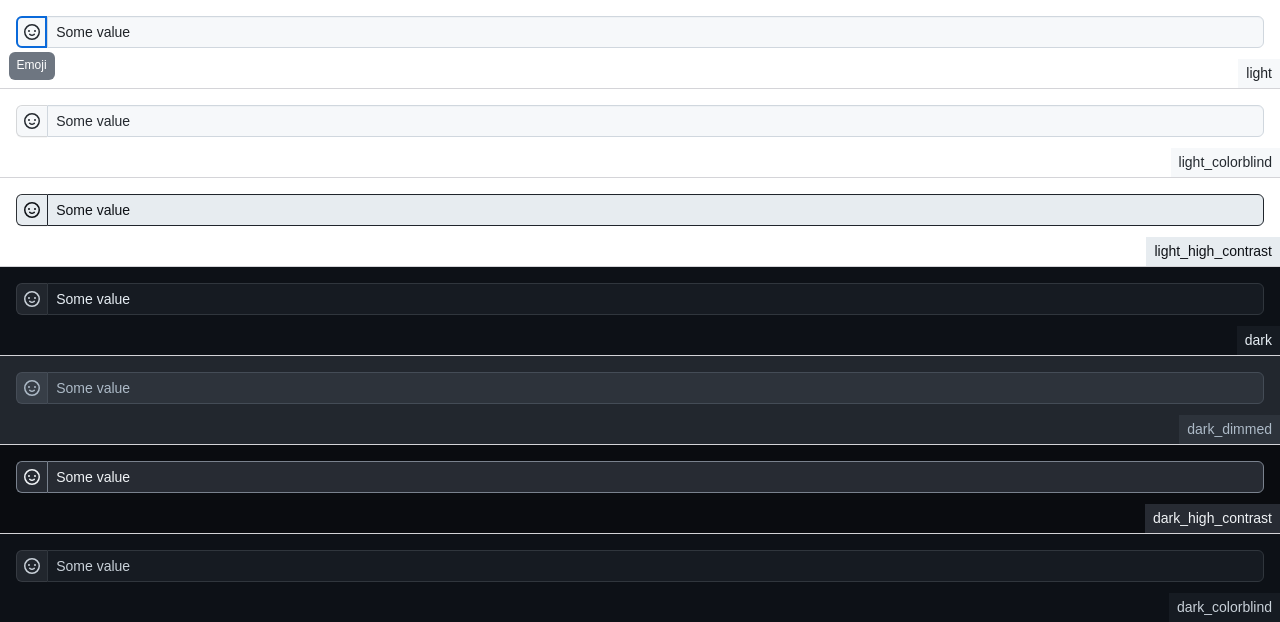 Some value
Emoji
light
Some value
light_colorblind
Some value
light_high_contrast
Some value
dark
Some value
dark_dimmed
Some value
dark_high_contrast
Some value
dark_colorblind